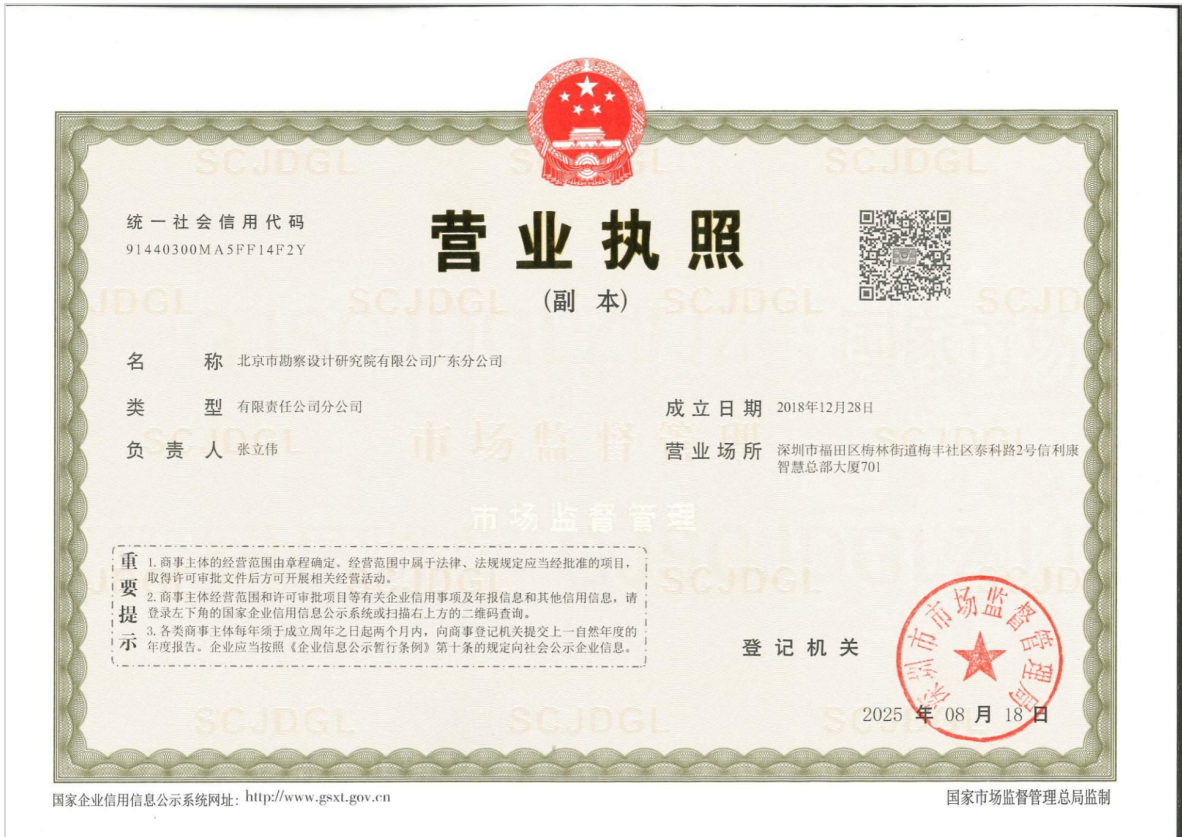 统一社会信用代码
91440300MA5FF14F2Y
营业执照
(副 本)
名 称 北京市勘察设计研究院有限公司广东分公司
类 型 有限责任公司分公司
负 责 人 张立伟
成立日期 2018年12月28日
营业场所 深圳市福田区梅林街道梅丰社区泰科路2号信利康
智慧总部大厦701
重要提示
1. 商事主体的经营范围由章程确定。经营范围中属于法律、法规规定应当经批准的项目，
取得许可审批文件后方可开展相关经营活动。
2. 商事主体经营范围和许可审批项目等有关企业信用事项及年报信息和其他信用信息，请
登录左下角的国家企业信用信息公示系统或扫描右上方的二维码查询。
3. 各类商事主体每年须于成立周年之日起两个月内，向商事登记机关提交上一自然年度的
年度报告。企业应当按照《企业信息公示暂行条例》第十条的规定向社会公示企业信息。
登记机关
深圳市市场监督管理局
2025 年 08 月 18 日
国家企业信用信息公示系统网址：http://www.gsxt.gov.cn
国家市场监督管理总局监制
SCJDGL
市场监督管理